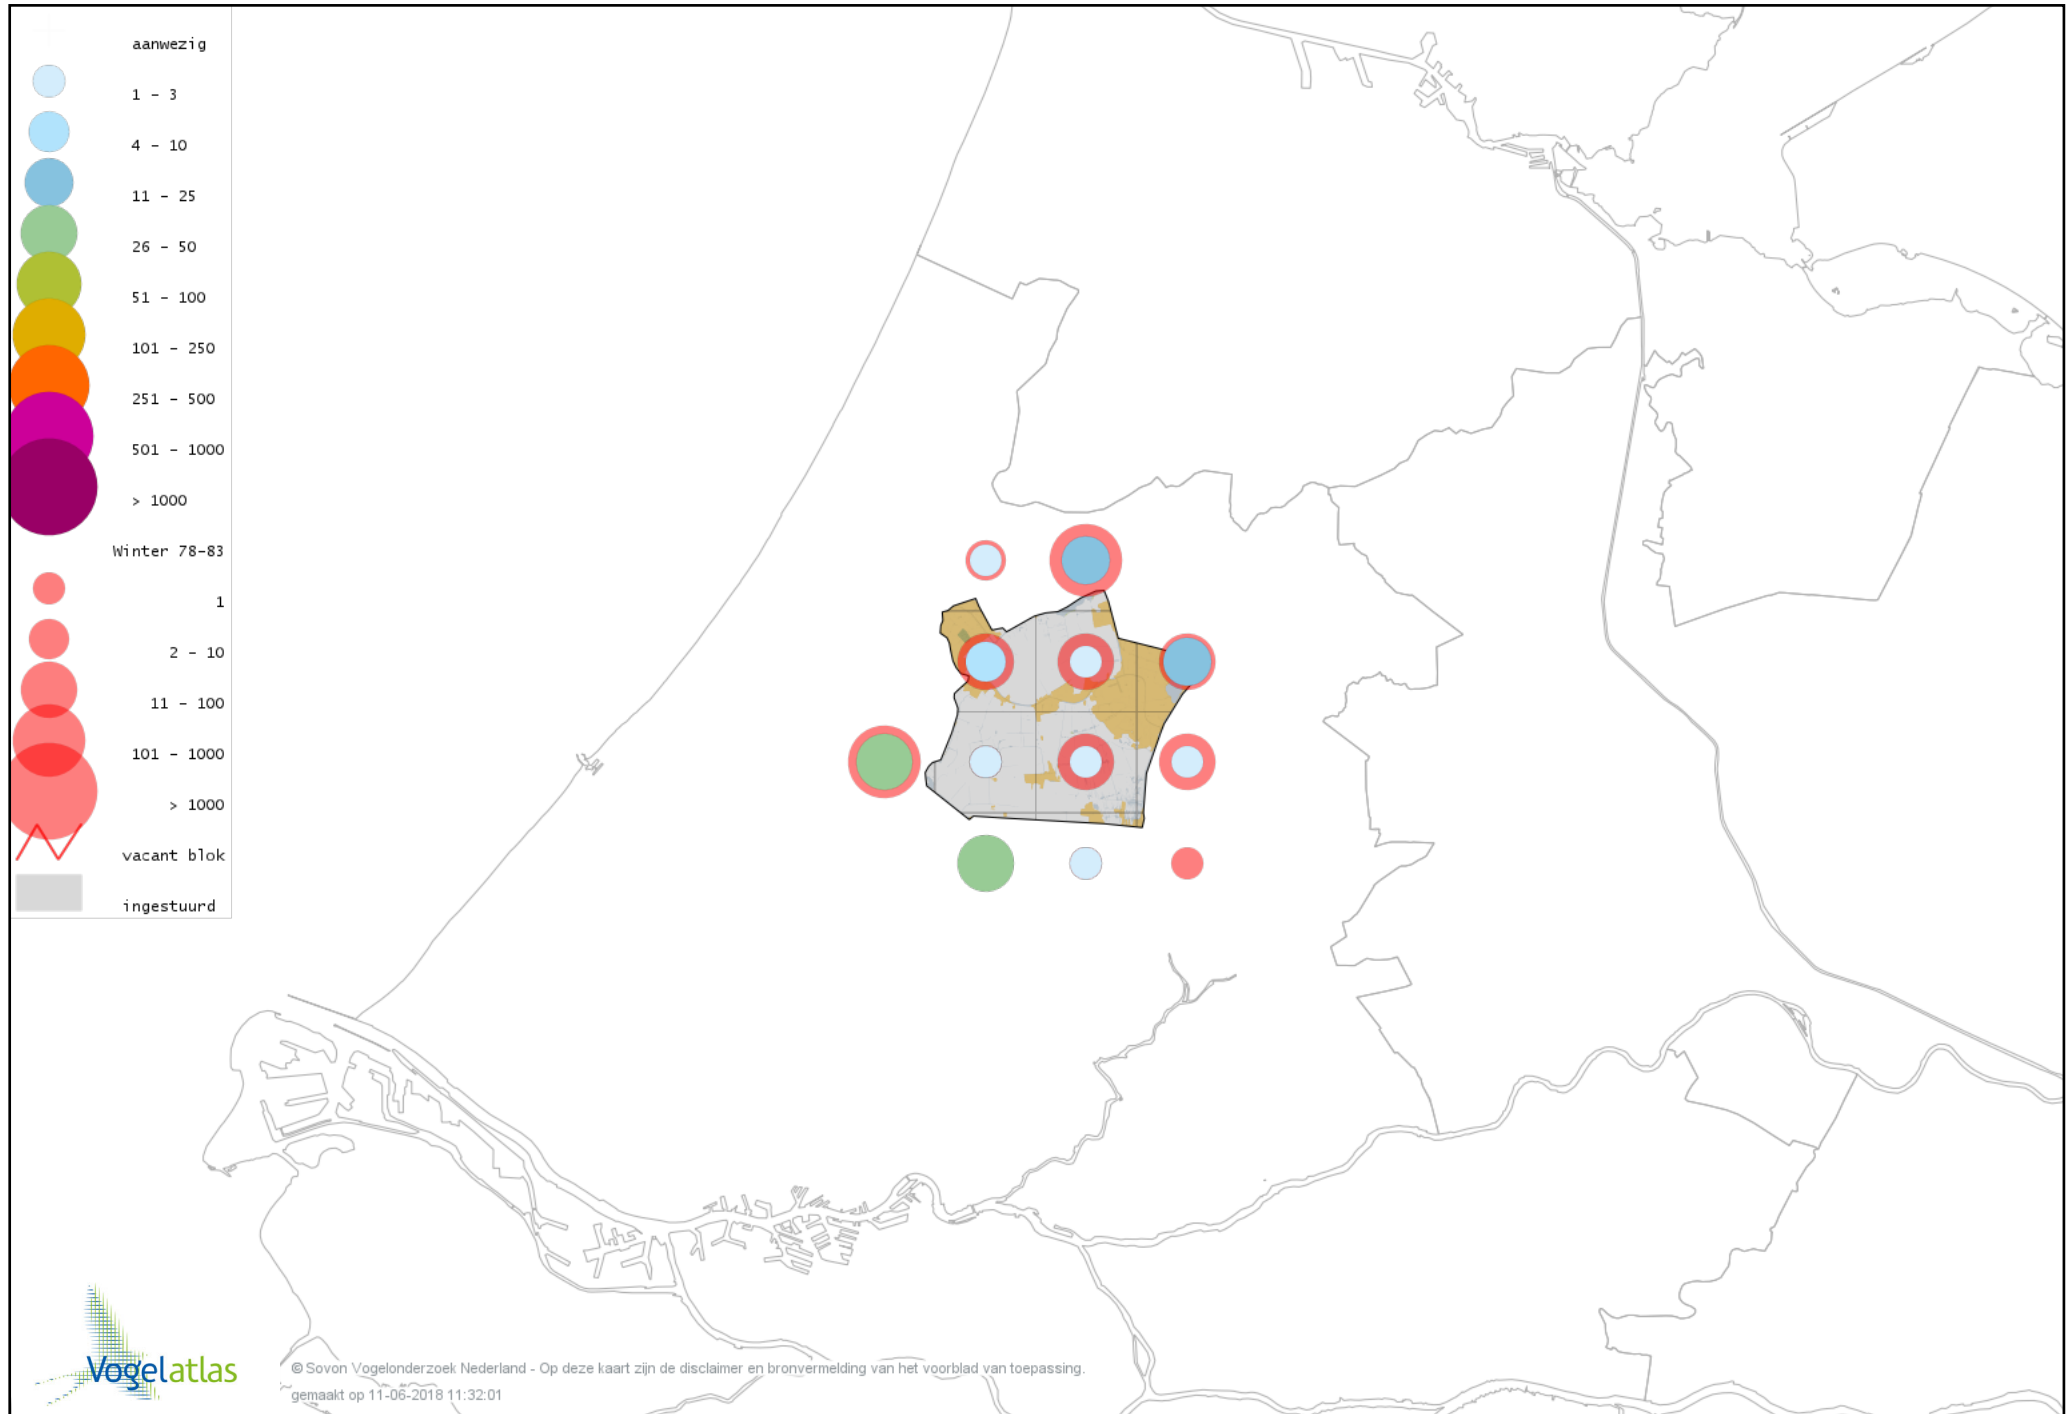 aanwezig
1 - 3
4 - 10
11 - 25
26 - 50
51 - 100
101 - 250
251 - 500
501 - 1000
> 1000
Winter 78-83
1
2 - 10
11 - 100
101 - 1000
> 1000
vacant blok
ingestuurd
Vogelatlas
© Sovon Vogelonderzoek Nederland - Op deze kaart zijn de disclaimer en bronvermelding van het voorblad van toepassing.
gemaakt op 11-06-2018 11:32:01